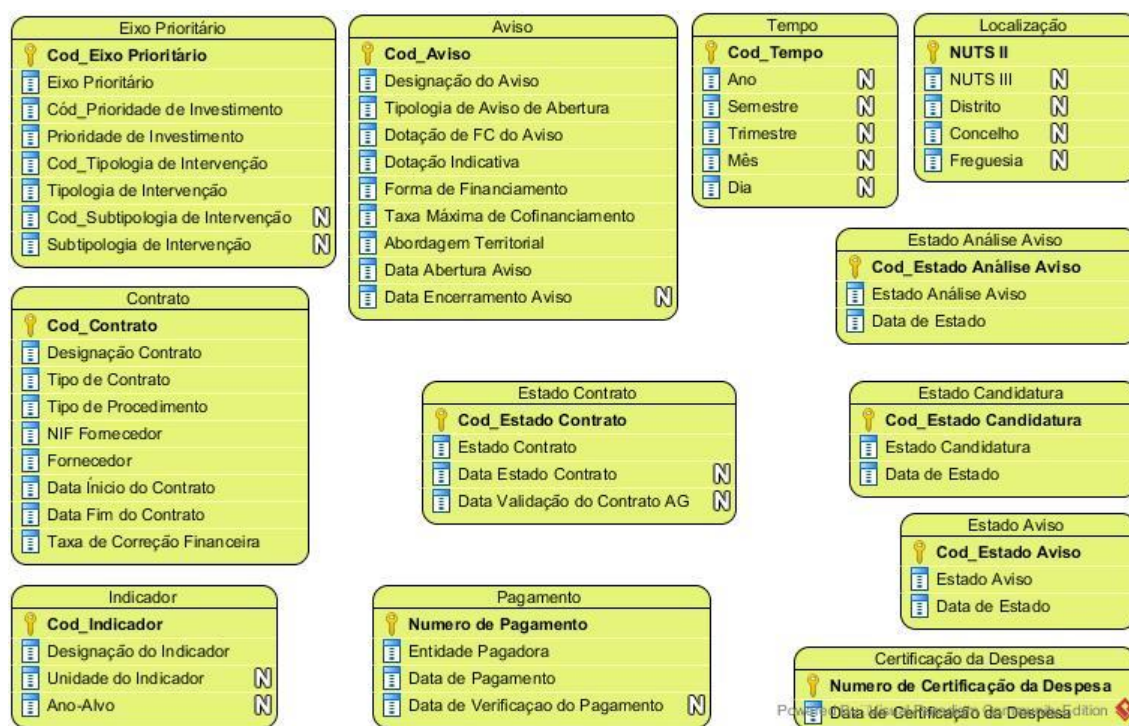 Eixo Prioritário
Cod_Eixo Prioritário
Eixo Prioritário
Cód_Prioridade de Investimento
Prioridade de Investimento
Cod_Tipologia de Intervenção
Tipologia de Intervenção
Cod_Subtipologia de Intervenção N
Subtipologia de Intervenção N
Aviso
Cod_Aviso
Designação do Aviso
Tipologia de Aviso de Abertura
Dotação de FC do Aviso
Dotação Indicativa
Forma de Financiamento
Taxa Máxima de Cofinanciamento
Abordagem Territorial
Data Abertura Aviso
Data Encerramento Aviso N
Tempo
Cod_Tempo
Ano N
Semestre N
Trimestre N
Mês N
Dia N
Localização
NUTS II
NUTS III N
Distrito N
Concelho N
Freguesia N
Estado Análise Aviso
Cod_Estado Análise Aviso
Estado Análise Aviso
Data de Estado
Contrato
Cod_Contrato
Designação Contrato
Tipo de Contrato
Tipo de Procedimento
NIF Fornecedor
Fornecedor
Data Ínicio do Contrato
Data Fim do Contrato
Taxa de Correção Financeira
Estado Contrato
Cod_Estado Contrato
Estado Contrato
Data Estado Contrato N
Data Validação do Contrato AG N
Estado Candidatura
Cod_Estado Candidatura
Estado Candidatura
Data de Estado
Estado Aviso
Cod_Estado Aviso
Estado Aviso
Data de Estado
Indicador
Cod_Indicador
Designação do Indicador
Unidade do Indicador N
Ano-Alvo N
Pagamento
Numero de Pagamento
Entidade Pagadora
Data de Pagamento
Data de Verificaçao do Pagamento N
Certificação da Despesa
Numero de Certificação da Despesa
Data de Certificação da Despesa
Powered By Visual Paradigm Community Edition